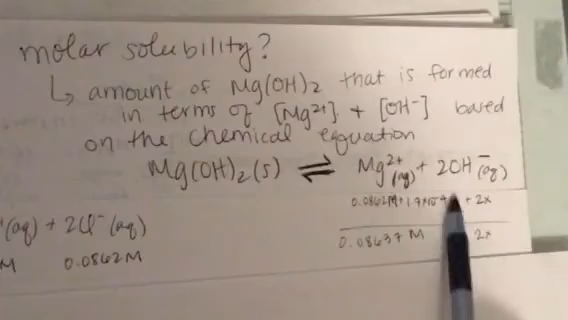 molar solubility?
↳ amount of Mg(OH)2 that is formed
in terms of [Mg2+] + [OH-] based
on the chemical equation
Mg(OH)2(s) ⇌ Mg2+(aq) + 2OH-(aq)
+ 2x
(aq) + 2Cl-(aq)
0.08637 M 2x
M 0.0862M